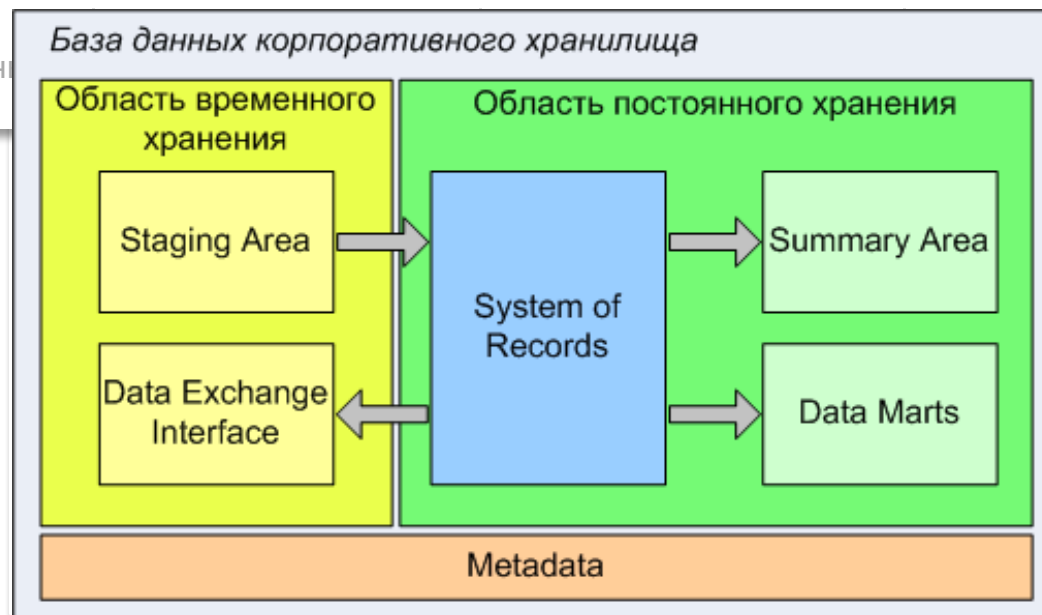 База данных корпоративного хранилища
Область временного
хранения
Область постоянного хранения
Staging Area
Summary Area
System of
Records
Data Exchange
Interface
Data Marts
Metadata